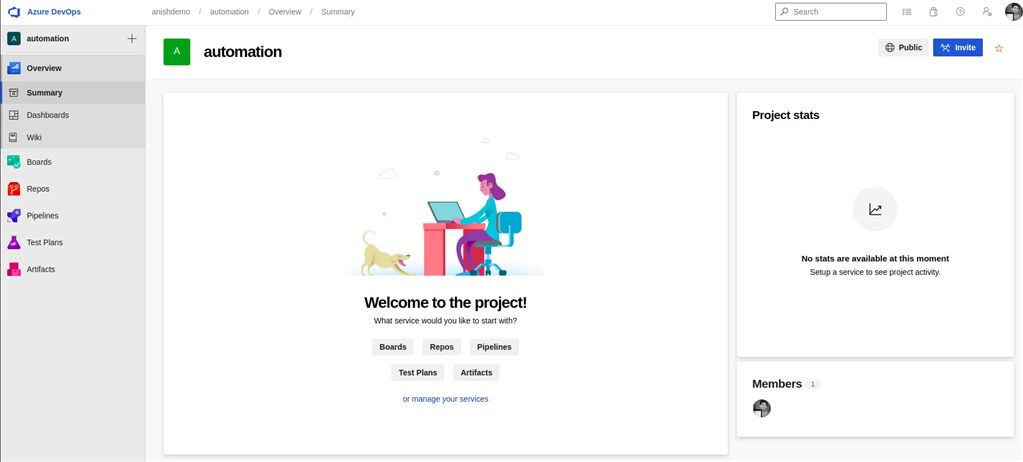 Azure DevOps
anishdemo / automation / Overview / Summary
Search
A automation
Overview
Summary
Dashboards
Wiki
Boards
Repos
Pipelines
Test Plans
Artifacts
A automation
Public
Invite
Welcome to the project!
What service would you like to start with?
Boards Repos Pipelines
Test Plans Artifacts
or manage your services
Project stats
No stats are available at this moment
Setup a service to see project activity.
Members 1